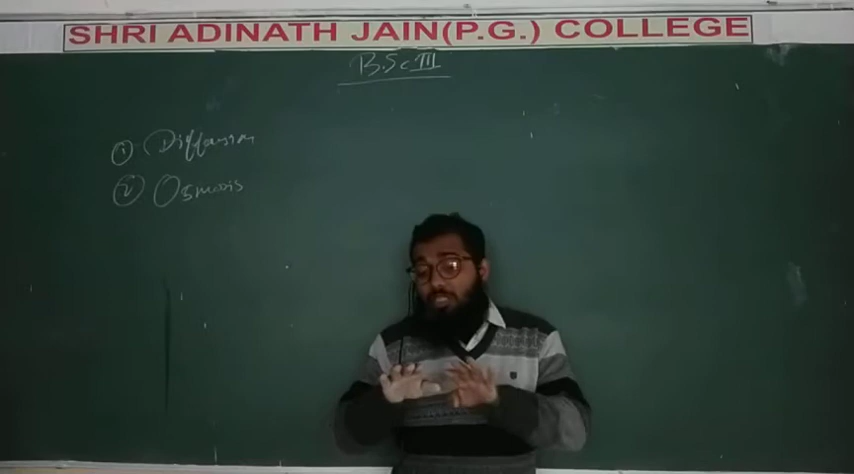 SHRI ADINATH JAIN(P.G.) COLLEGE
B.Sc III
① Diffusion
② Osmosis